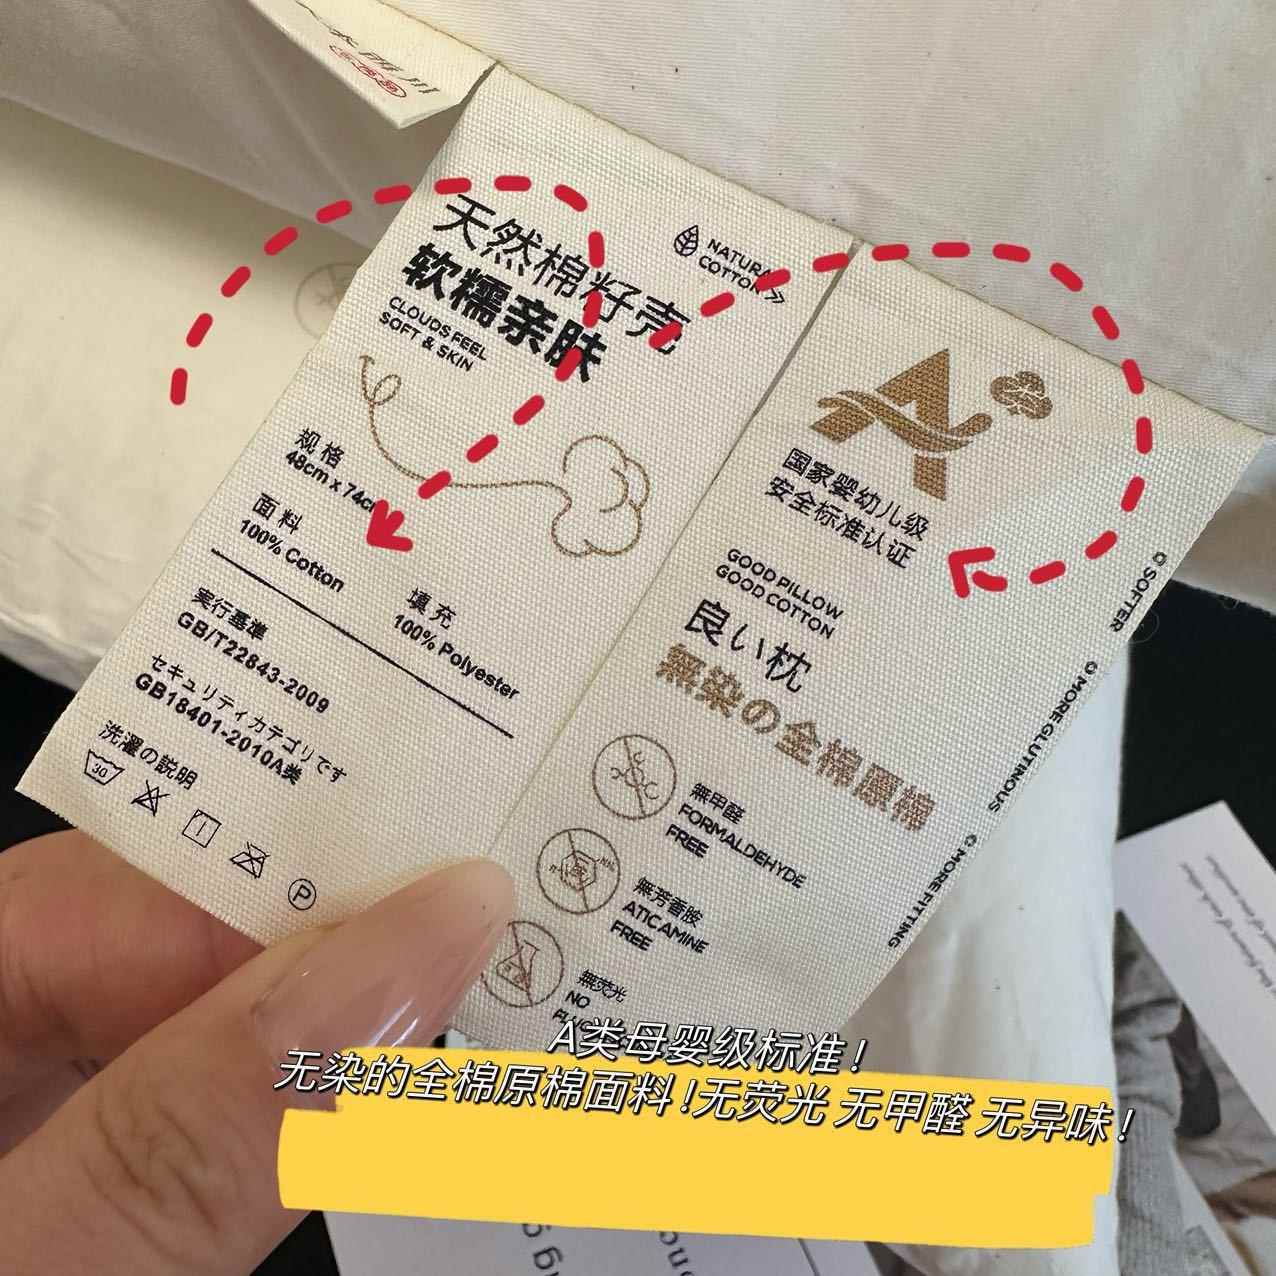 天然棉籽壳
软糯亲肤
CLOUDS FEEL
SOFT & SKIN
NATURAL
COTTON
规格
48cm x 74cm
面料
100% Cotton
填充
100% Polyester
実行基準
GB/T22843-2009
セキュリティカテゴリです
GB18401-2010A类
洗濯の説明
30
P
国家婴幼儿级
安全标准认证
GOOD PILLOW
GOOD COTTON
良い枕
無染の全棉原棉
無甲醛
FORMALDEHYDE
FREE
無芳香胺
ATICAMINE
FREE
無荧光
NO
SOFTER
MORE GLUTINOUS
MORE FITTING
A类母婴级标准！
无染的全棉原棉面料！无荧光 无甲醛 无异味！